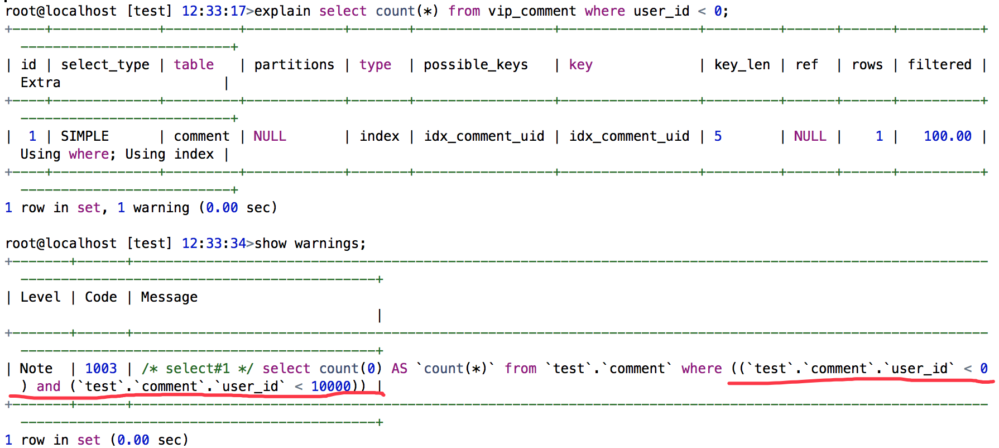 root@localhost [test] 12:33:17>explain select count(*) from vip_comment where user_id < 0;
+----+-------------+---------+------------+-------+-----------------+-----------------+---------+------+------+----------+
--------------------------+
| id | select_type | table   | partitions | type  | possible_keys   | key             | key_len | ref  | rows | filtered |
Extra                    |
+----+-------------+---------+------------+-------+-----------------+-----------------+---------+------+------+----------+
--------------------------+
|  1 | SIMPLE      | comment | NULL       | index | idx_comment_uid | idx_comment_uid | 5       | NULL |    1 |   100.00 |
Using where; Using index |
+----+-------------+---------+------------+-------+-----------------+-----------------+---------+------+------+----------+
--------------------------+
1 row in set, 1 warning (0.00 sec)
root@localhost [test] 12:33:34>show warnings;
+-------+------+----------------------------------------------------------------------------------------------------------
--------------------------------------------+
| Level | Code | Message
|
+-------+------+----------------------------------------------------------------------------------------------------------
--------------------------------------------+
| Note  | 1003 | /* select#1 */ select count(0) AS `count(*)` from `test`.`comment` where ((`test`.`comment`.`user_id` < 0
) and (`test`.`comment`.`user_id` < 10000)) |
+-------+------+----------------------------------------------------------------------------------------------------------
--------------------------------------------+
1 row in set (0.00 sec)